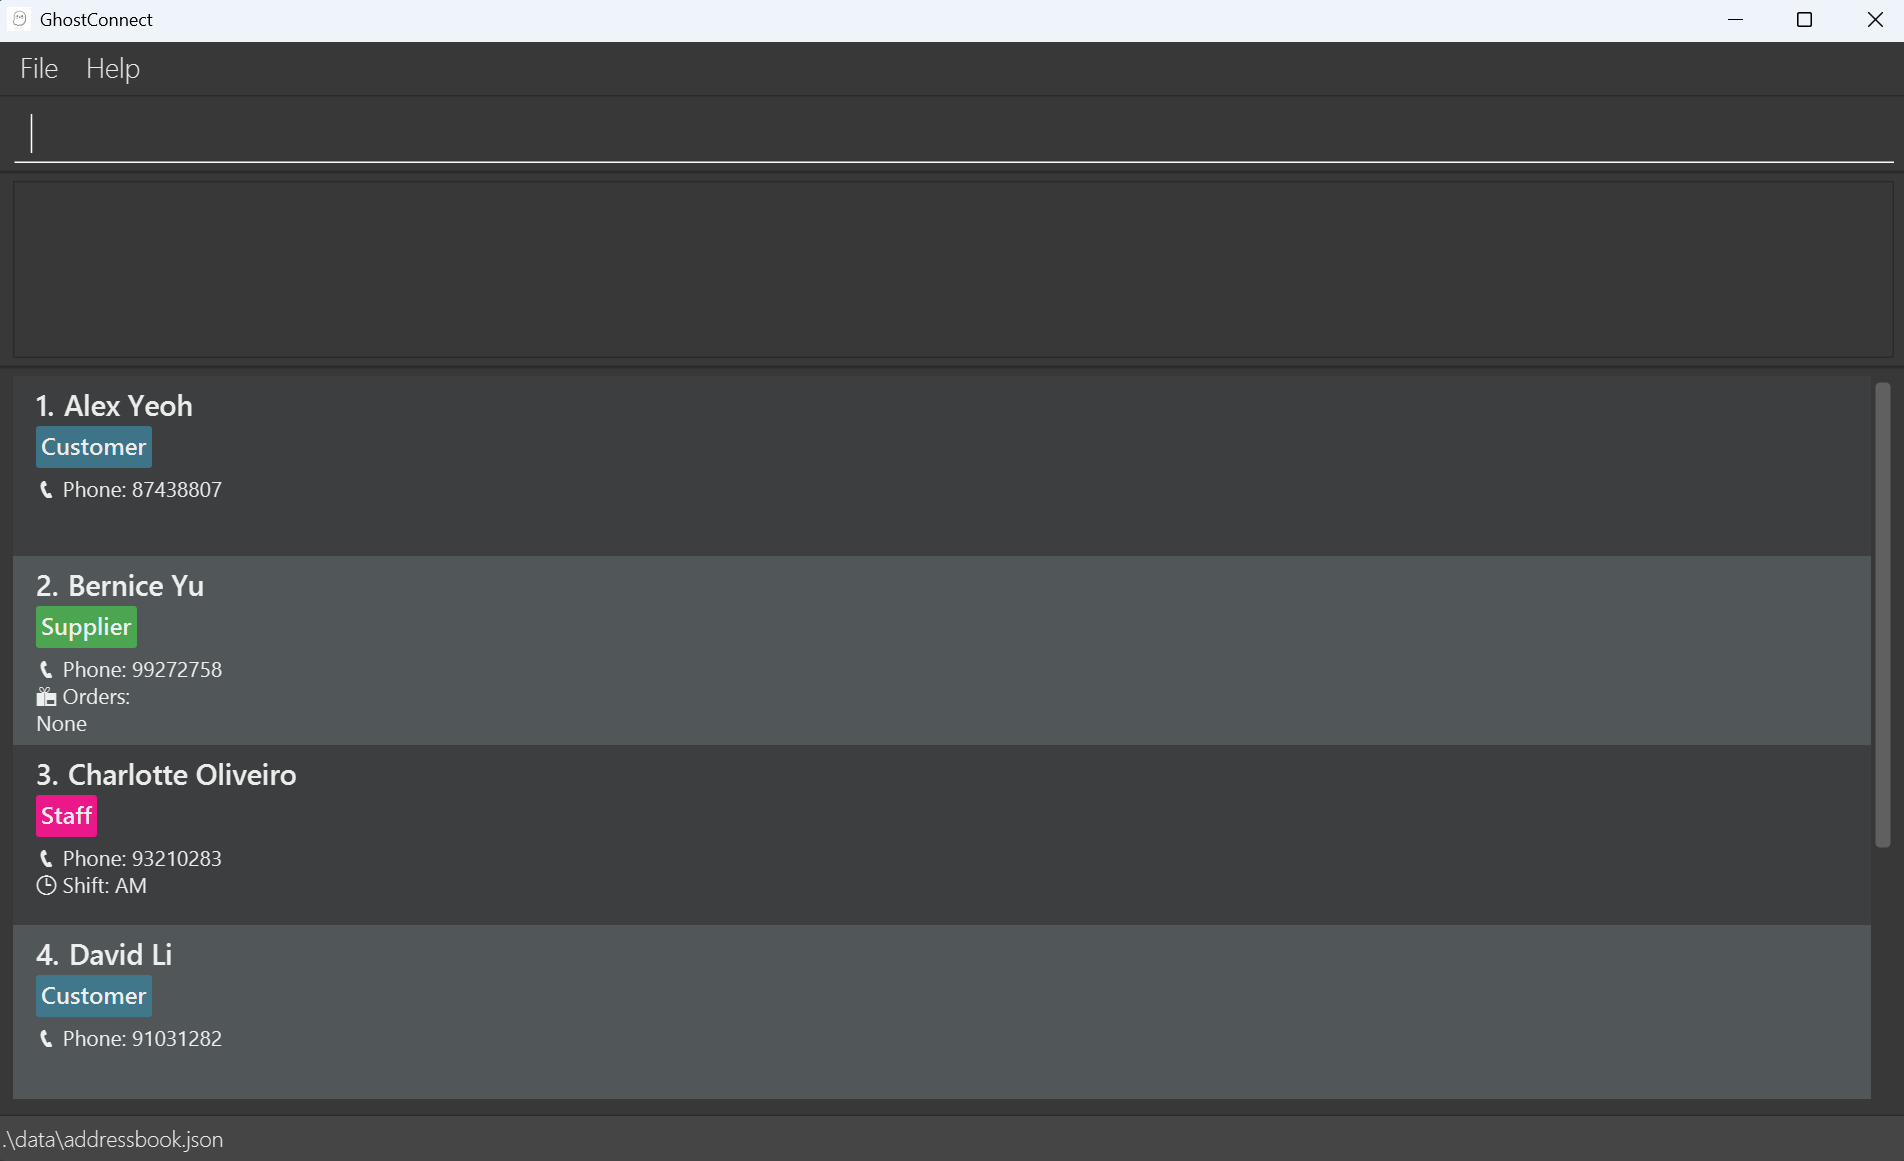 GhostConnect
File Help
1. Alex Yeoh
Customer
Phone: 87438807
2. Bernice Yu
Supplier
Phone: 99272758
Orders:
None
3. Charlotte Oliveiro
Staff
Phone: 93210283
Shift: AM
4. David Li
Customer
Phone: 91031282
.\data\addressbook.json